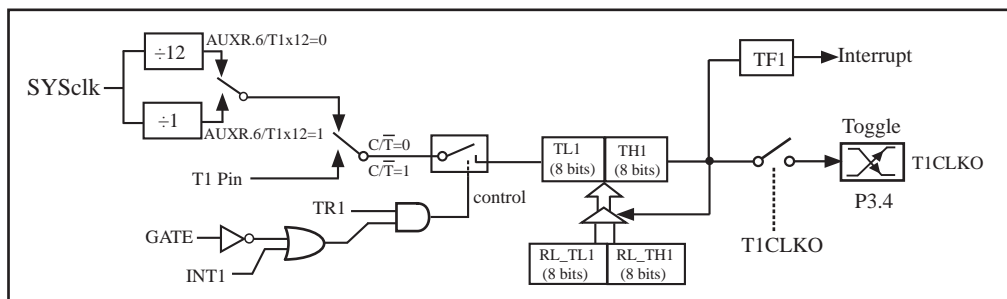 ÷12
AUXR.6/T1x12=0
SYSclk
÷1
AUXR.6/T1x12=1
T1 Pin
C/T̅=0
C/T̅=1
control
TR1
GATE
INT1
TL1
(8 bits)
TH1
(8 bits)
RL_TL1
(8 bits)
RL_TH1
(8 bits)
TF1
Interrupt
Toggle
T1CLKO
P3.4
T1CLKO